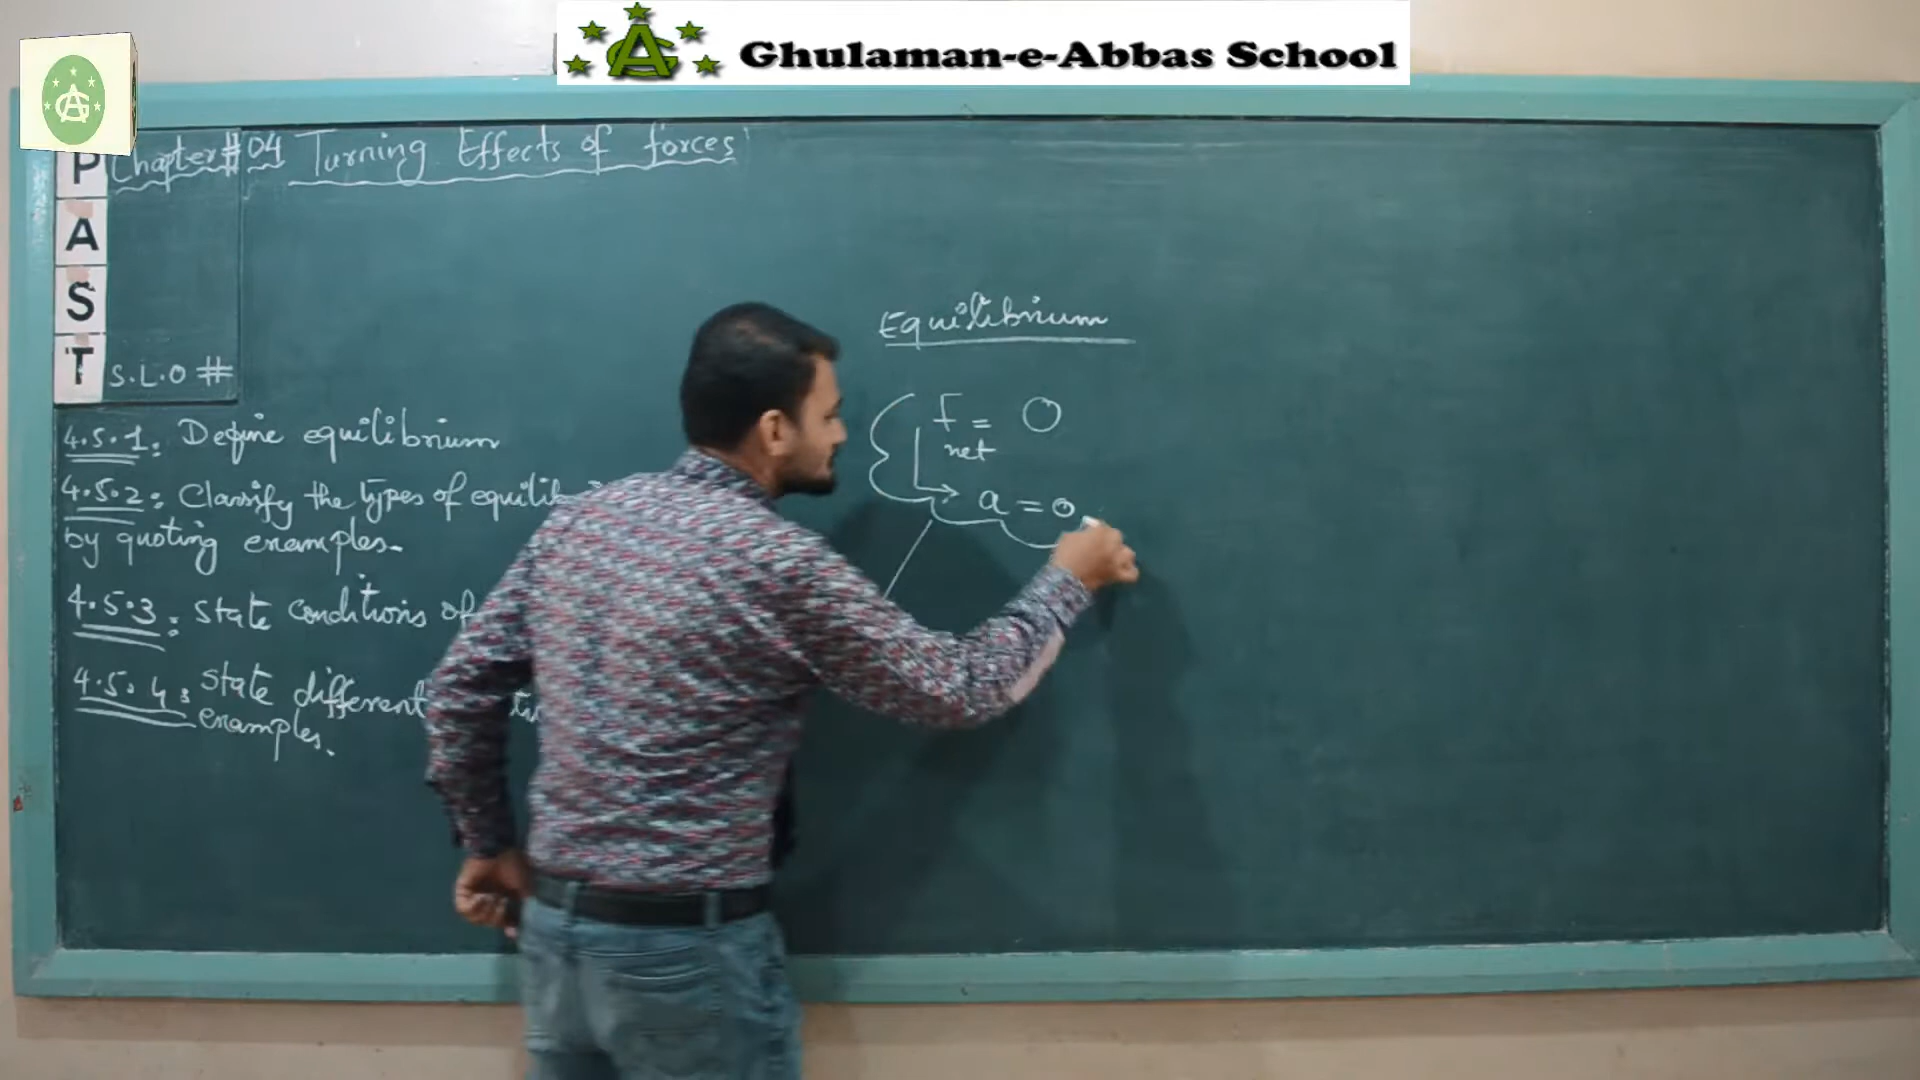 Ghulaman-e-Abbas School
AG
AG
P
A
S
T
Chapter# 04 Turning Effects of forces
S.L.O #
4.5.1: Define equilibrium
4.5.2: Classify the types of
by quoting examples.
4.5.3: State conditions of
4.5.4: State different
examples.
Equilibrium
F = 0
net
a = 0